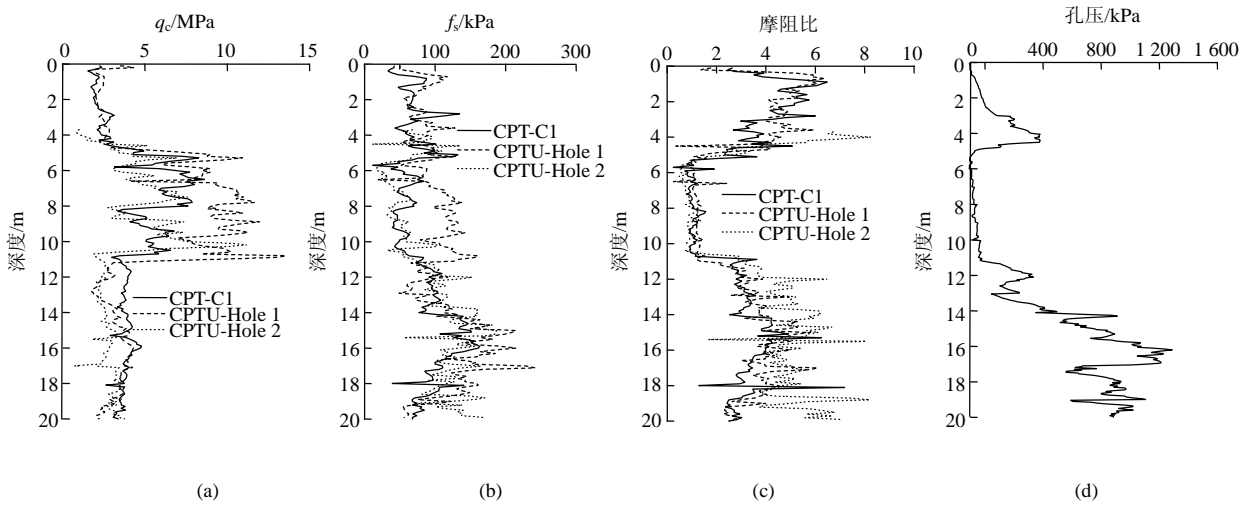 q_c/MPa
0 5 10 15
0
2
4
6
8
10
12
14
16
18
20
深度/m
CPT-C1
CPTU-Hole 1
CPTU-Hole 2
(a)
f_s/kPa
0 100 200 300
0
2
4
6
8
10
12
14
16
18
20
深度/m
CPT-C1
CPTU-Hole 1
CPTU-Hole 2
(b)
摩阻比
0 2 4 6 8 10
0
2
4
6
8
10
12
14
16
18
20
深度/m
CPT-C1
CPTU-Hole 1
CPTU-Hole 2
(c)
孔压/kPa
0 400 800 1 200 1 600
0
2
4
6
8
10
12
14
16
18
20
深度/m
(d)